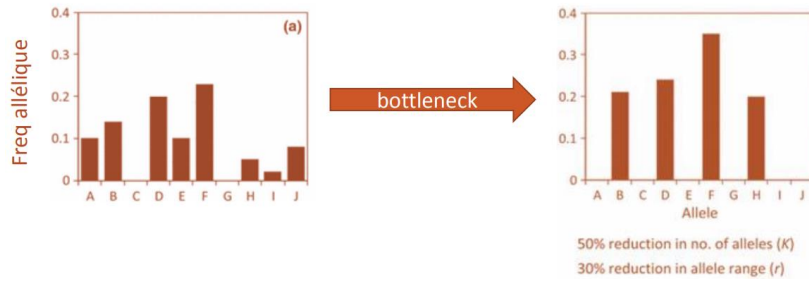 Freq allélique
(a)
0.4
0.3
0.2
0.1
0
A B C D E F G H I J
bottleneck
0.4
0.3
0.2
0.1
0
A B C D E F G H I J
Allele
50% reduction in no. of alleles (K)
30% reduction in allele range (r)